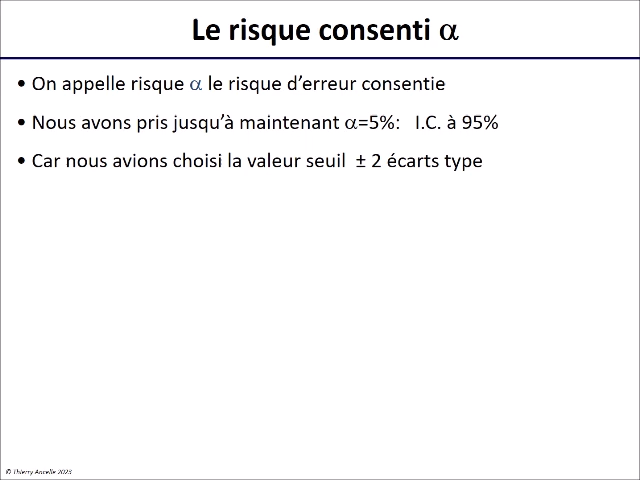 Le risque consenti α
• On appelle risque α le risque d'erreur consentie
• Nous avons pris jusqu'à maintenant α=5%: I.C. à 95%
• Car nous avions choisi la valeur seuil ± 2 écarts type
© Thierry Ancelle 2023